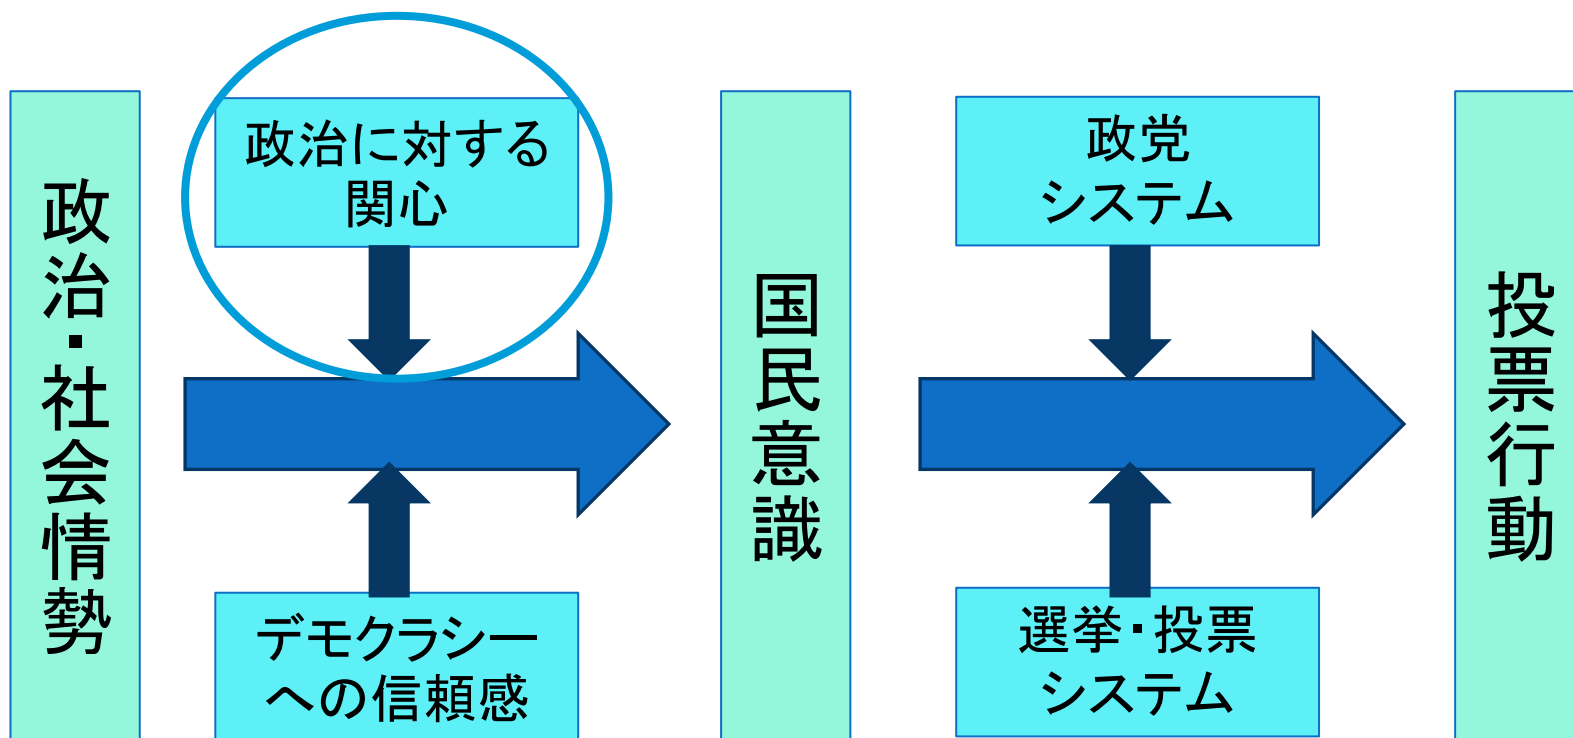 政治・社会情勢
政治に対する
関心
デモクラシー
への信頼感
国民意識
政党
システム
選挙・投票
システム
投票行動